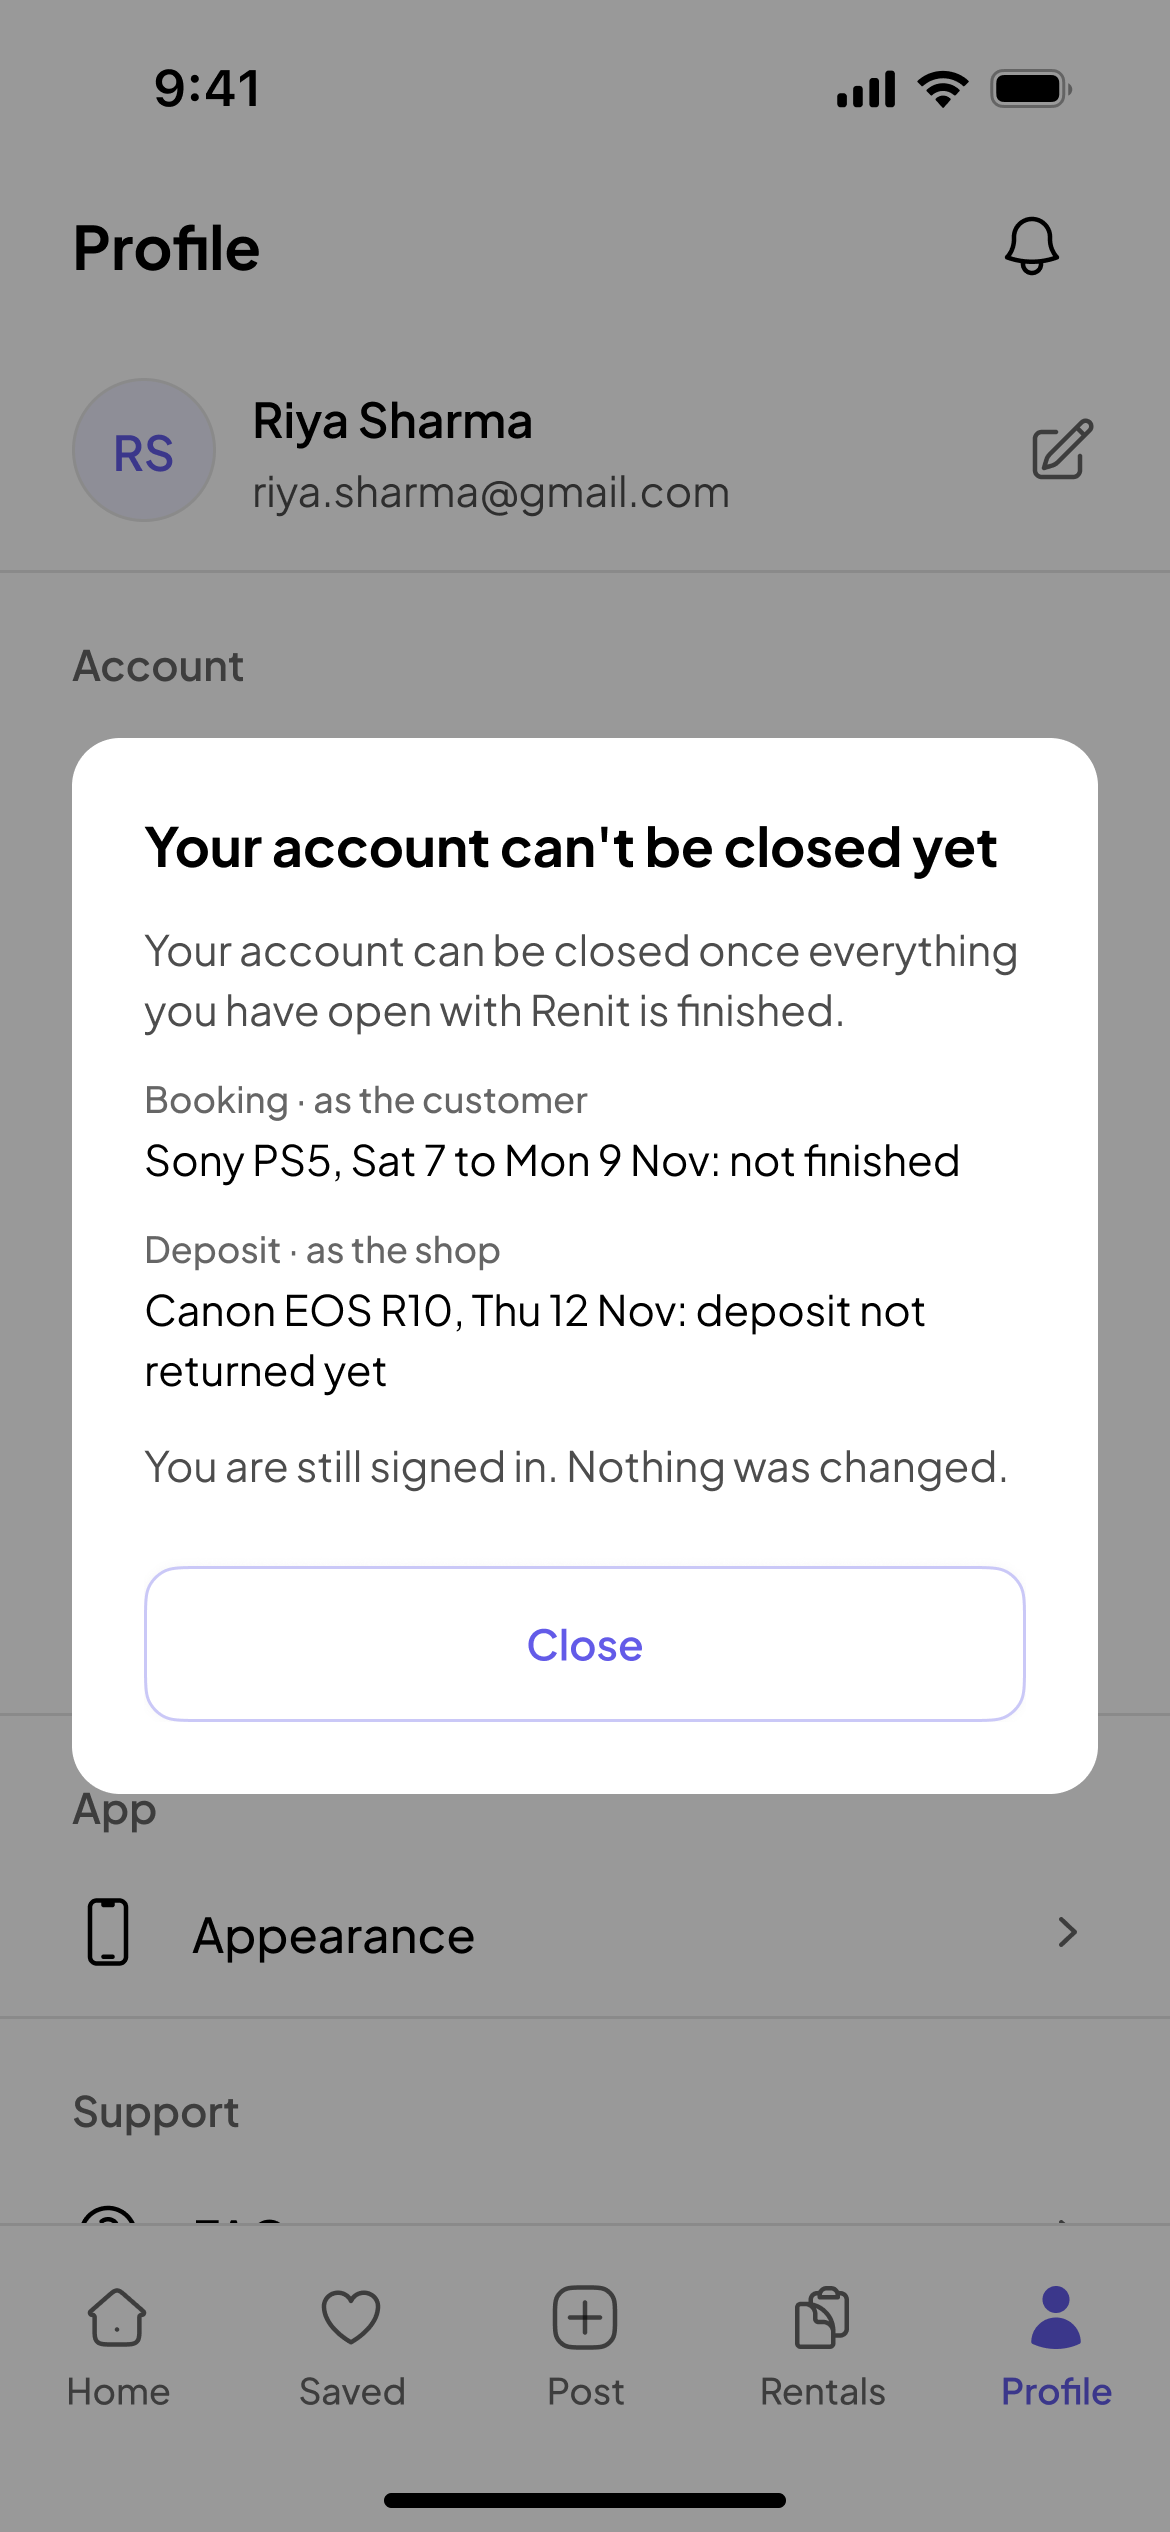 9:41
Profile
RS
Riya Sharma
riya.sharma@gmail.com
Account
Your account can't be closed yet
Your account can be closed once everything
you have open with Renit is finished.
Booking · as the customer
Sony PS5, Sat 7 to Mon 9 Nov: not finished
Deposit · as the shop
Canon EOS R10, Thu 12 Nov: deposit not
returned yet
You are still signed in. Nothing was changed.
Close
App
Appearance
Support
Home
Saved
Post
Rentals
Profile